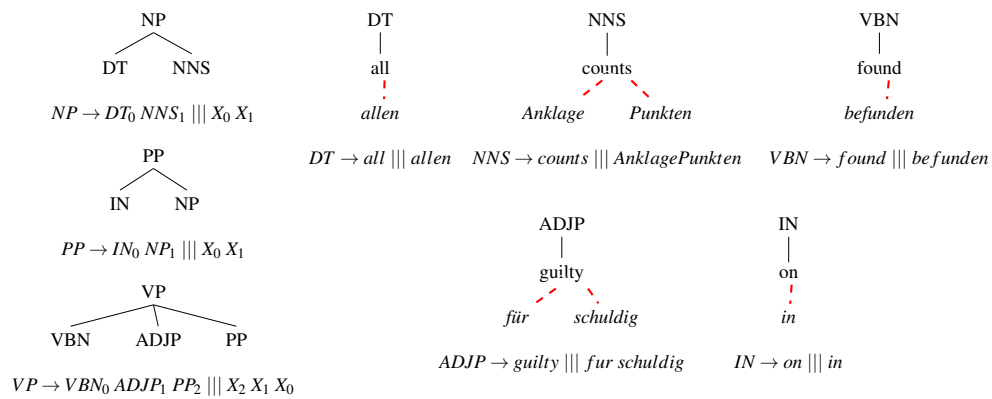 NP
DT NNS
NP → DT0 NNS1 ||| X0 X1
DT
all
allen
DT → all ||| allen
NNS
counts
Anklage Punkten
NNS → counts ||| AnklagePunkten
VBN
found
befunden
VBN → found ||| befunden
PP
IN NP
PP → IN0 NP1 ||| X0 X1
VP
VBN ADJP PP
VP → VBN0 ADJP1 PP2 ||| X2 X1 X0
ADJP
guilty
für schuldig
ADJP → guilty ||| fur schuldig
IN
on
in
IN → on ||| in